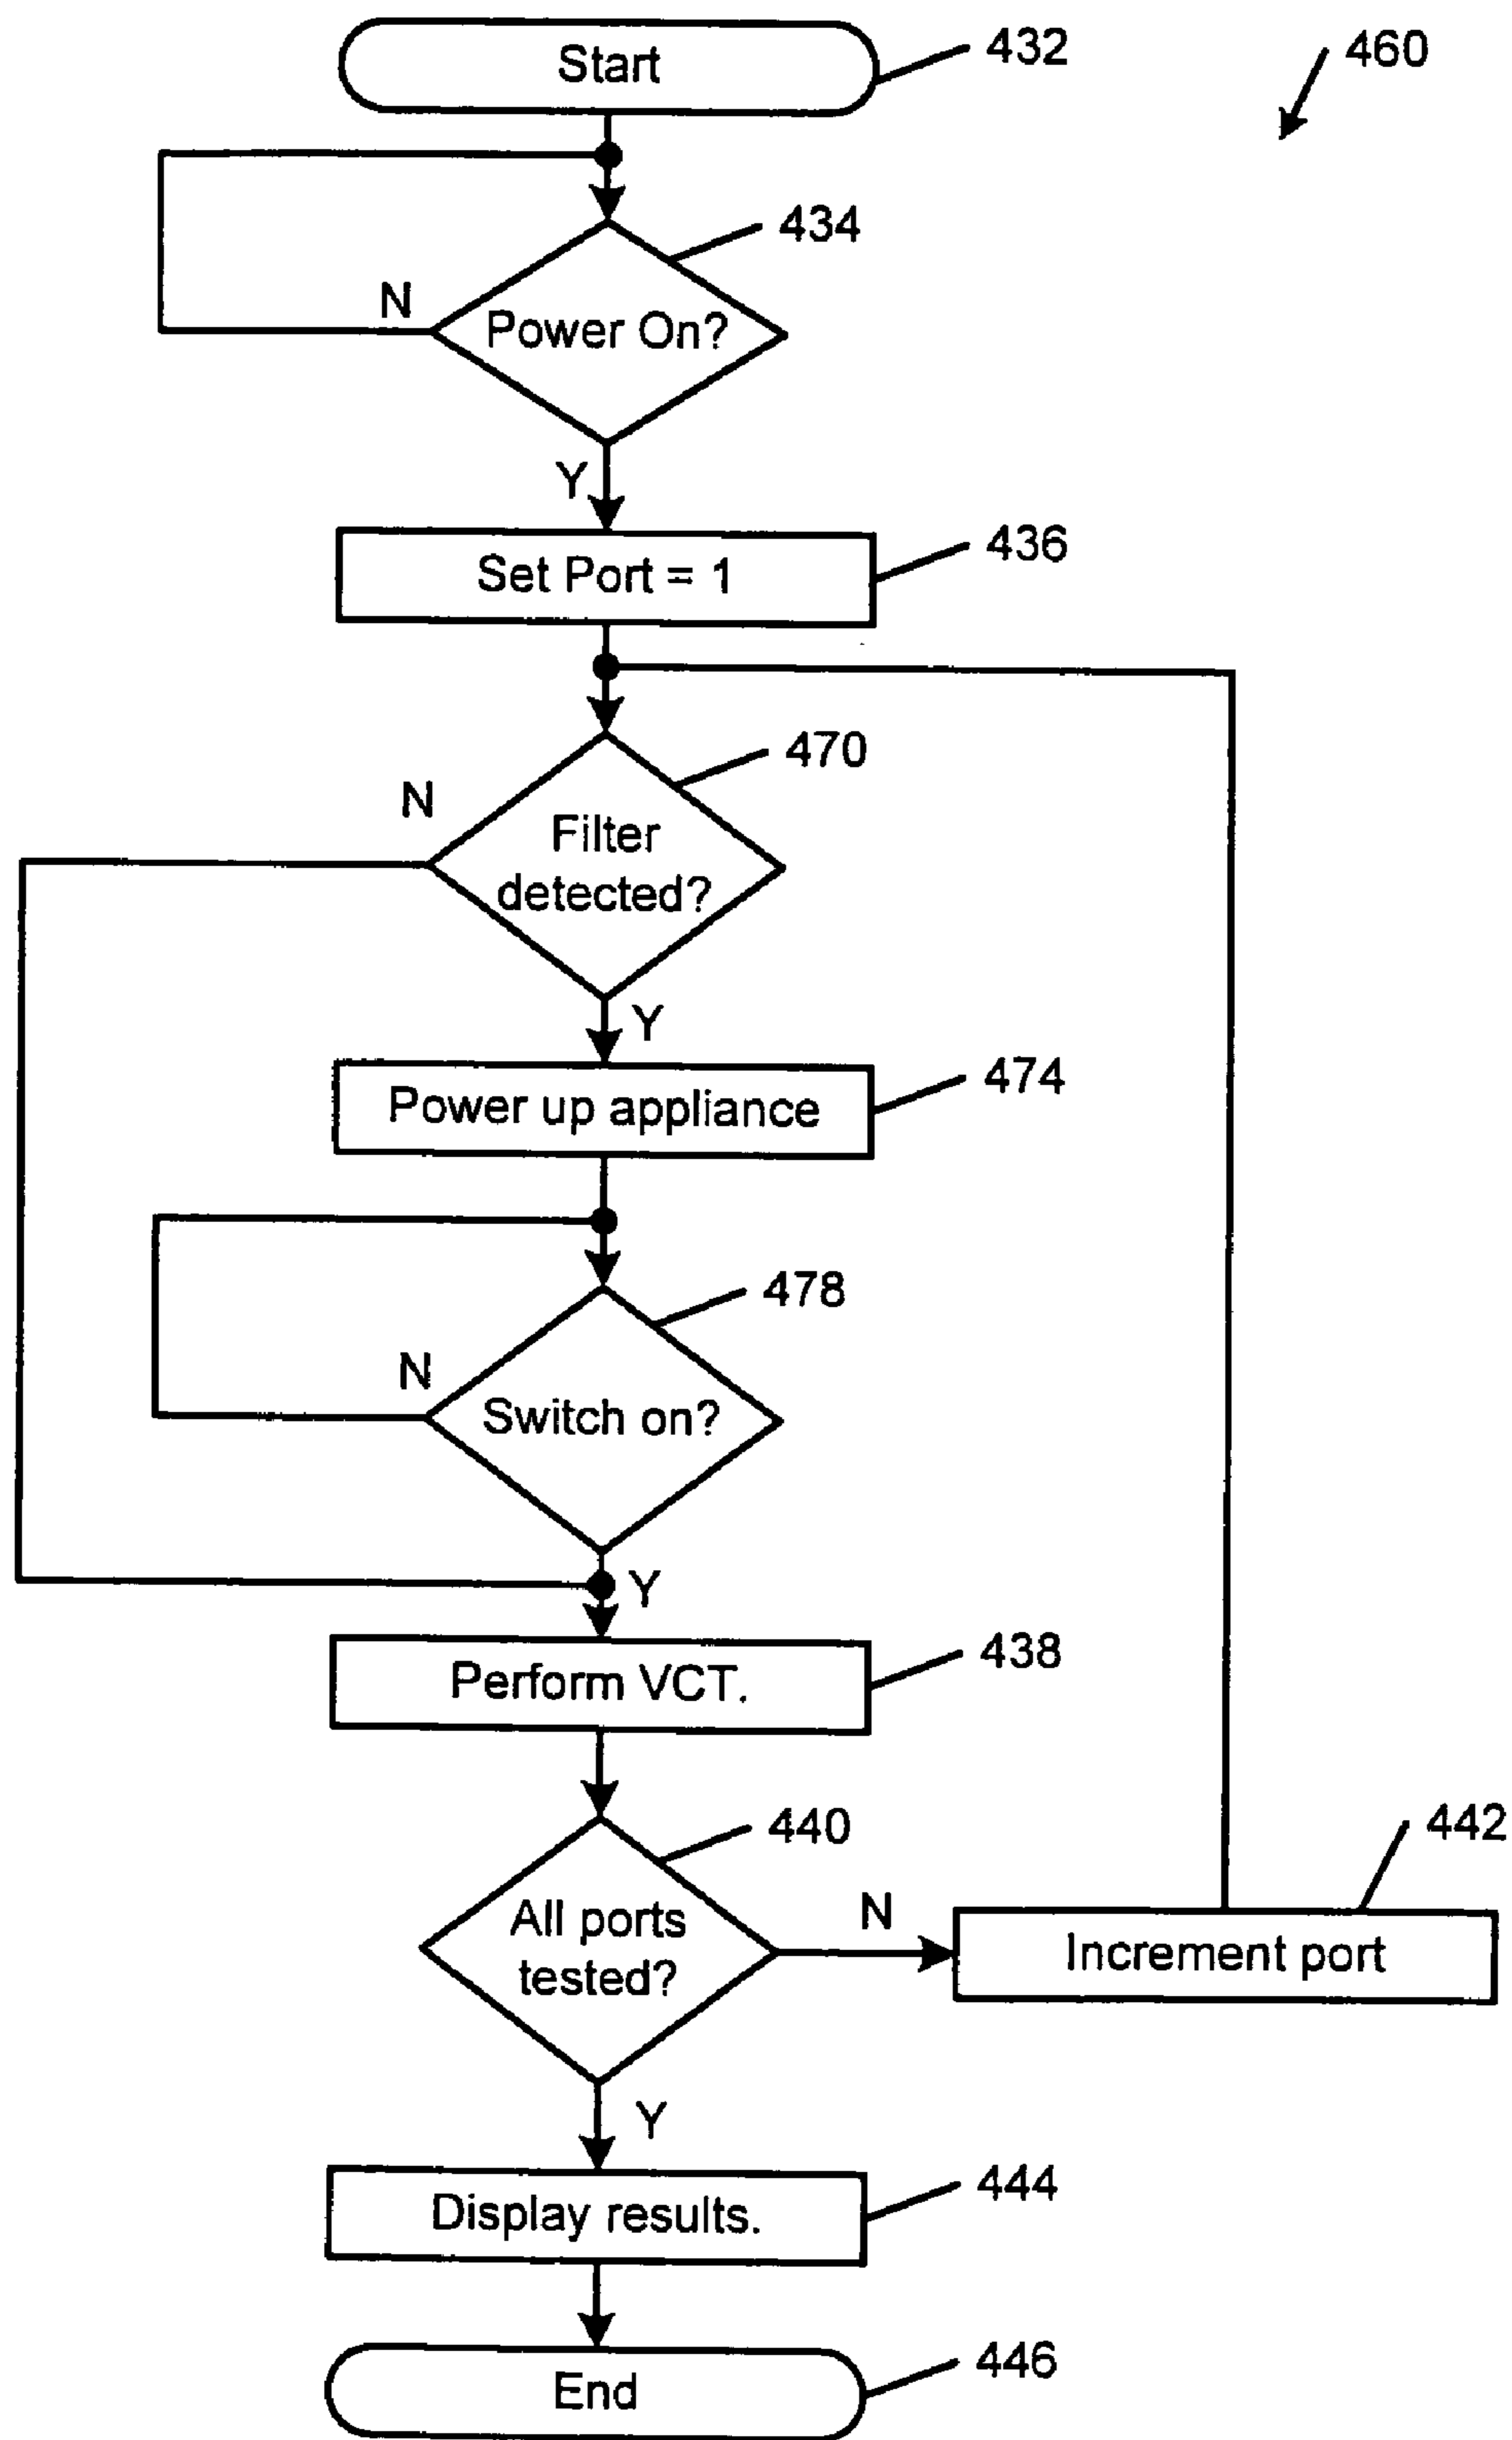 Start
432
460
434
N
Power On?
Y
436
Set Port = 1
470
N
Filter
detected?
Y
474
Power up appliance
478
N
Switch on?
Y
438
Perform VCT.
440
442
All ports
tested?
N
Increment port
Y
444
Display results.
446
End